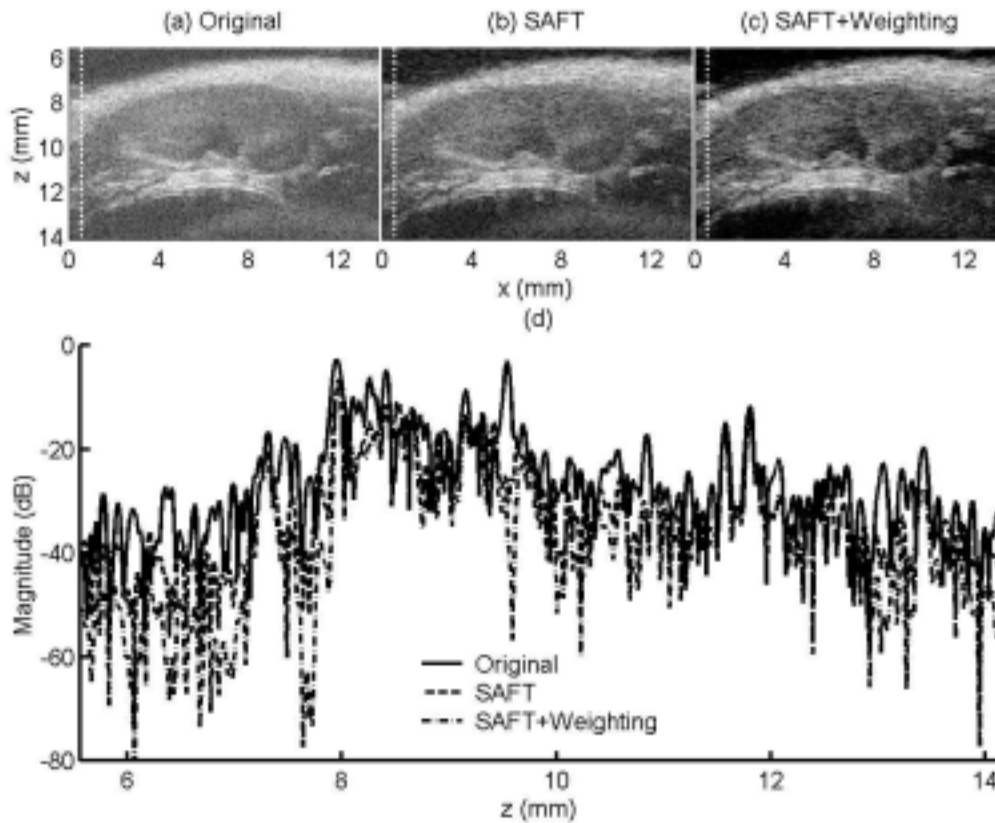 (a) Original (b) SAFT (c) SAFT+Weighting
z (mm)
6
8
10
12
14
0 4 8 12 0 4 8 12 0 4 8 12
x (mm)
(d)
Magnitude (dB)
0
-20
-40
-60
-80
Original
SAFT
SAFT+Weighting
6 8 10 12 14
z (mm)